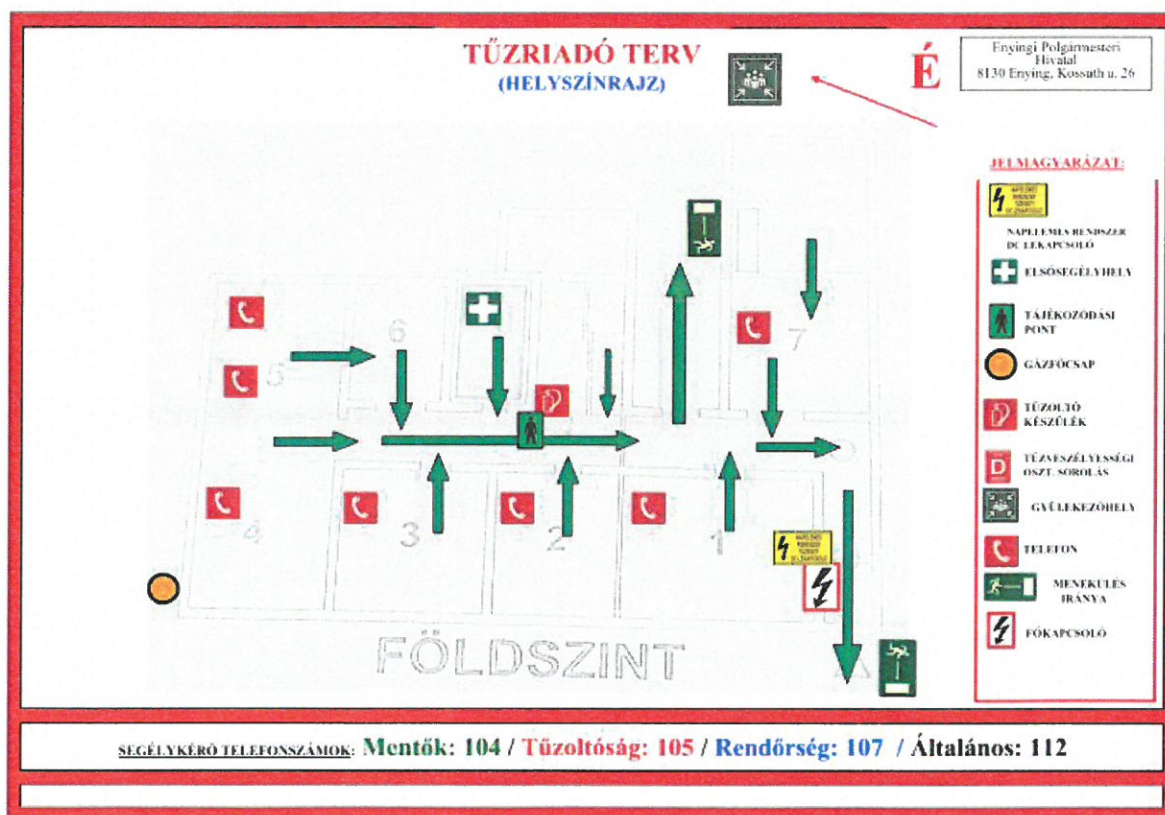 TŰZRIADÓ TERV
(HELYSZÍNRAJZ)
É
Enyingi Polgármesteri
Hivatal
8130 Enying, Kossuth u. 26
JELMAGYARÁZAT:
NAPELEMES RENDSZER
DC LEKAPCSOLÓ
ELSŐSEGÉLYHELY
TÁJÉKOZÓDÁSI
PONT
GÁZFŐCSAP
TŰZOLTÓ
KÉSZÜLÉK
D
TŰZVESZÉLYESSÉGI
OSZT. SOROLÁS
GYÜLEKEZŐHELY
TELEFON
MENEKÜLÉS
IRÁNYA
FŐKAPCSOLÓ
6
7
5
4
3
2
1
FÖLDSZINT
SEGÉLYKÉRŐ TELEFONSZÁMOK: Mentők: 104 / Tűzoltóság: 105 / Rendőrség: 107 / Általános: 112